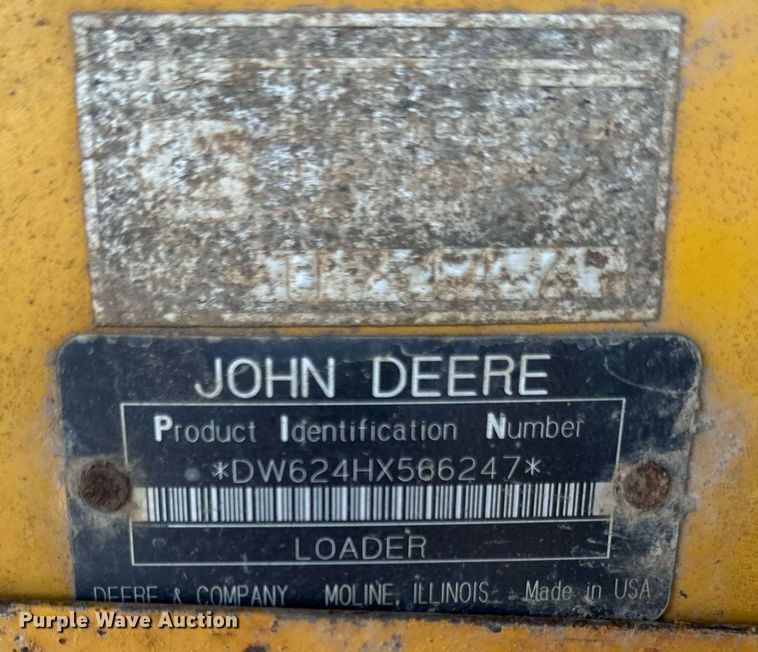 JOHN DEERE
Product Identification Number
*DW624HX566247*
LOADER
DEERE & COMPANY MOLINE, ILLINOIS Made in USA
Purple Wave Auction